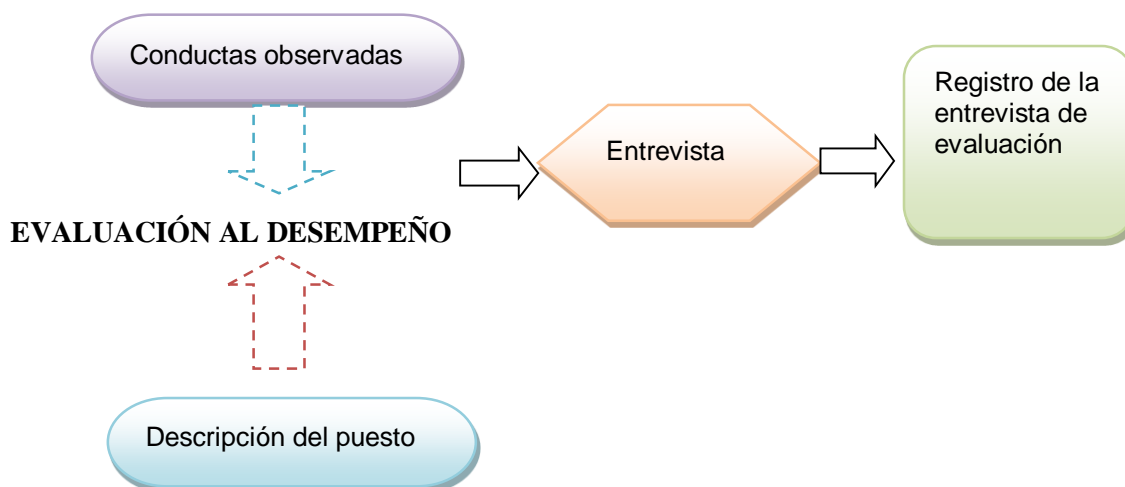 Conductas observadas
EVALUACIÓN AL DESEMPEÑO
Descripción del puesto
Entrevista
Registro de la
entrevista de
evaluación